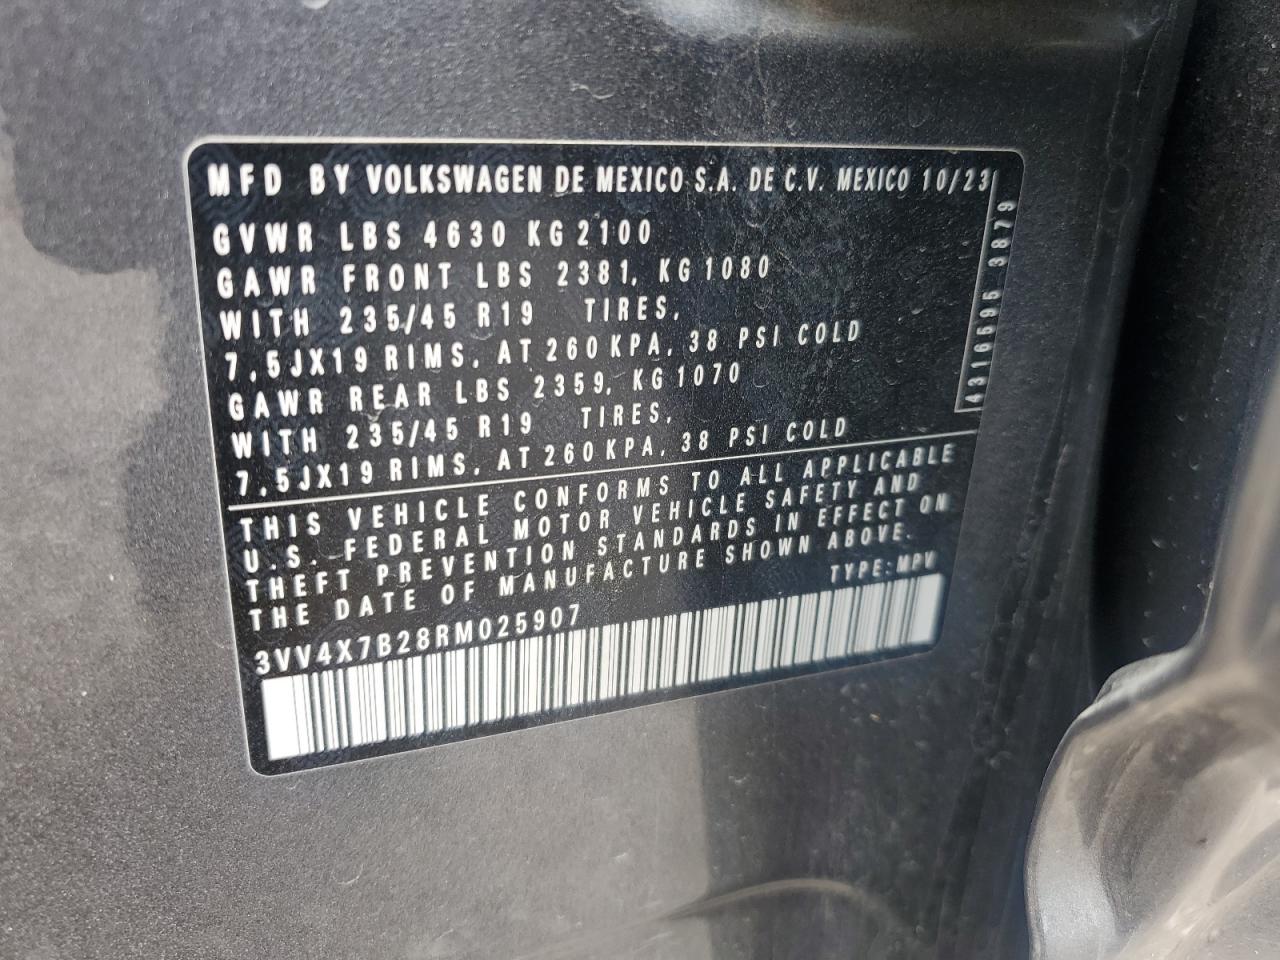 MFD BY VOLKSWAGEN DE MEXICO S.A. DE C.V. MEXICO 10/23
GVWR LBS 4630 KG 2100
GAWR FRONT LBS 2381, KG 1080
WITH 235/45 R19 TIRES,
7,5JX19 RIMS, AT 260 KPA, 38 PSI COLD
GAWR REAR LBS 2359, KG 1070
WITH 235/45 R19 TIRES,
7,5JX19 RIMS, AT 260 KPA, 38 PSI COLD
4316695 3879
THIS VEHICLE CONFORMS TO ALL APPLICABLE
U.S. FEDERAL MOTOR VEHICLE SAFETY AND
THEFT PREVENTION STANDARDS IN EFFECT ON
THE DATE OF MANUFACTURE SHOWN ABOVE.
TYPE: MPV
3VV4X7B28RM025907